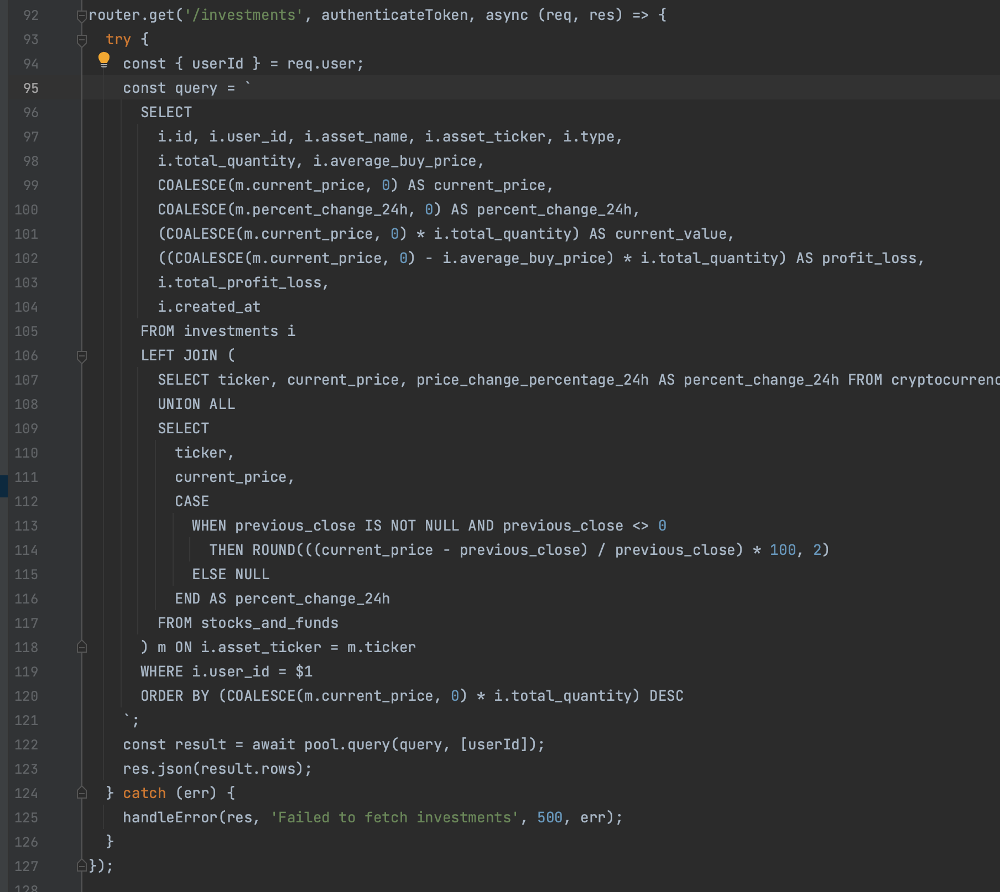 92 router.get('/investments', authenticateToken, async (req, res) => {
93 try {
94 const { userId } = req.user;
95 const query = `
96 SELECT
97 i.id, i.user_id, i.asset_name, i.asset_ticker, i.type,
98 i.total_quantity, i.average_buy_price,
99 COALESCE(m.current_price, 0) AS current_price,
100 COALESCE(m.percent_change_24h, 0) AS percent_change_24h,
101 (COALESCE(m.current_price, 0) * i.total_quantity) AS current_value,
102 ((COALESCE(m.current_price, 0) - i.average_buy_price) * i.total_quantity) AS profit_loss,
103 i.total_profit_loss,
104 i.created_at
105 FROM investments i
106 LEFT JOIN (
107 SELECT ticker, current_price, price_change_percentage_24h AS percent_change_24h FROM cryptocurrenc
108 UNION ALL
109 SELECT
110 ticker,
111 current_price,
112 CASE
113 WHEN previous_close IS NOT NULL AND previous_close <> 0
114 THEN ROUND(((current_price - previous_close) / previous_close) * 100, 2)
115 ELSE NULL
116 END AS percent_change_24h
117 FROM stocks_and_funds
118 ) m ON i.asset_ticker = m.ticker
119 WHERE i.user_id = $1
120 ORDER BY (COALESCE(m.current_price, 0) * i.total_quantity) DESC
121 `;
122 const result = await pool.query(query, [userId]);
123 res.json(result.rows);
124 } catch (err) {
125 handleError(res, 'Failed to fetch investments', 500, err);
126 }
127 });
128